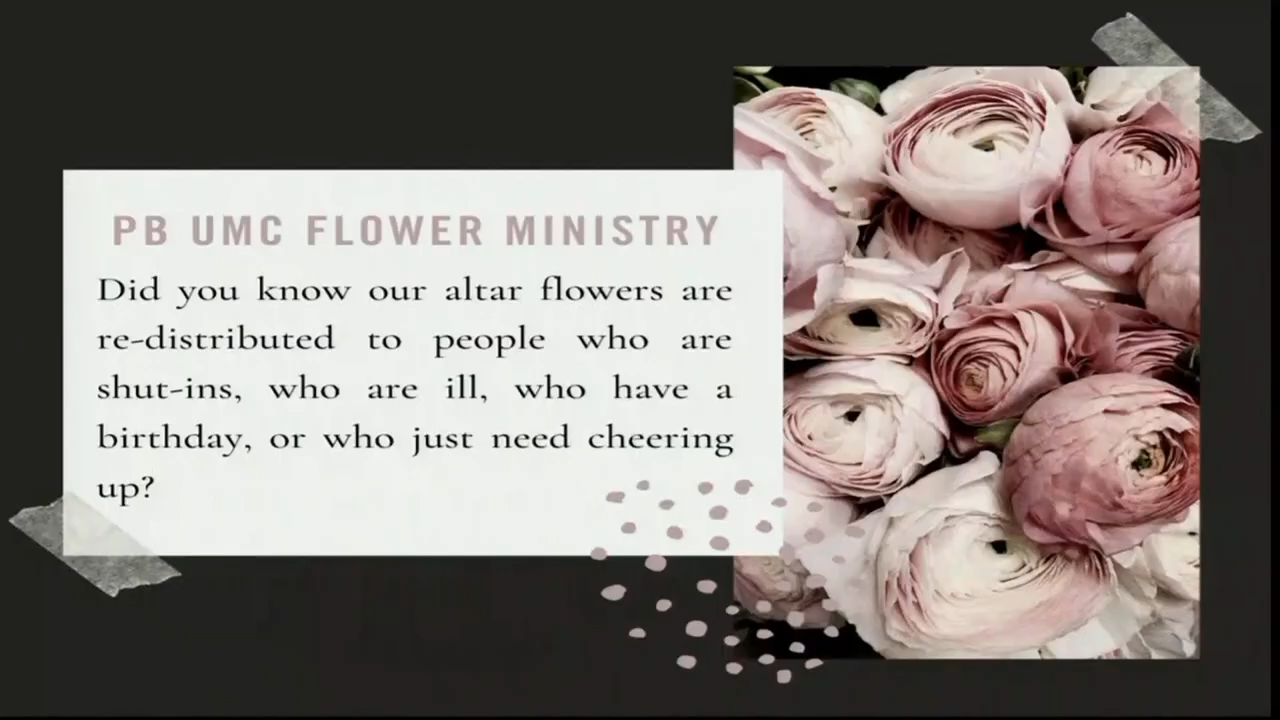 PB UMC FLOWER MINISTRY
Did you know our altar flowers are
re-distributed to people who are
shut-ins, who are ill, who have a
birthday, or who just need cheering
up?